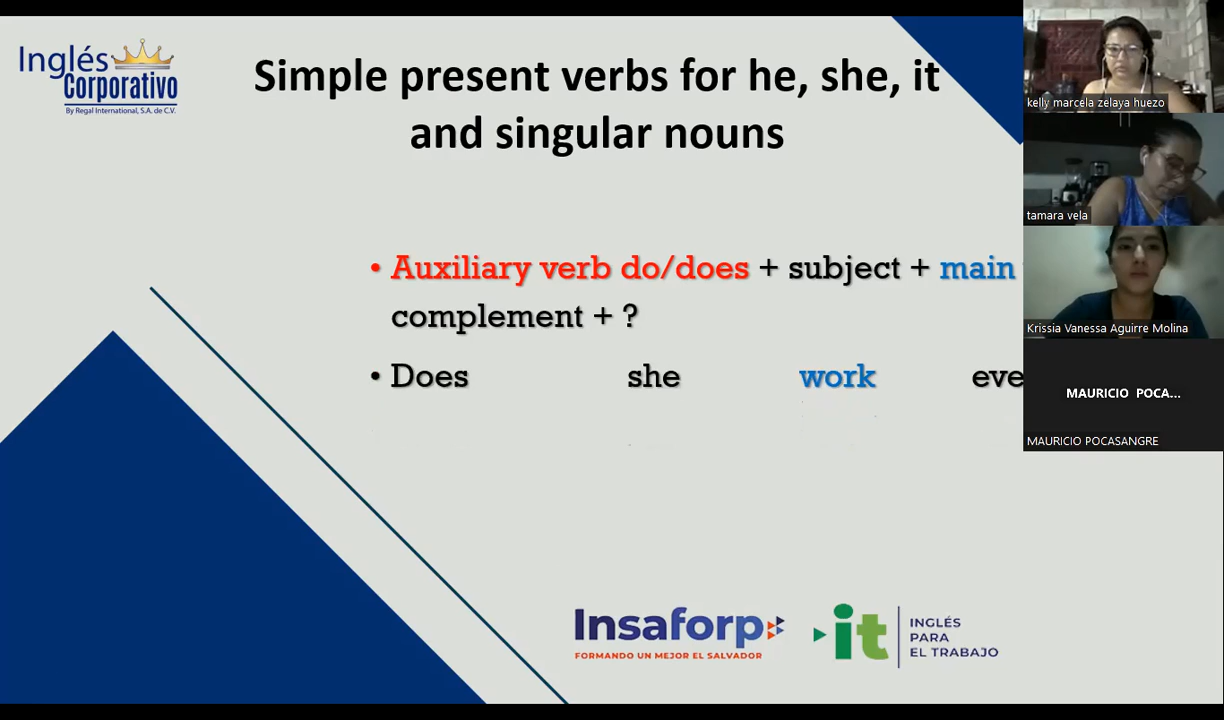 Inglés
Corporativo
By Regal International, S.A. de C.V.
Simple present verbs for he, she, it
and singular nouns
• Auxiliary verb do/does + subject + main
complement + ?
• Does she work eve
Insaforp
FORMANDO UN MEJOR EL SALVADOR
it
INGLÉS
PARA
EL TRABAJO
kelly marcela zelaya huezo
tamara vela
Krissia Vanessa Aguirre Molina
MAURICIO POCA...
MAURICIO POCASANGRE